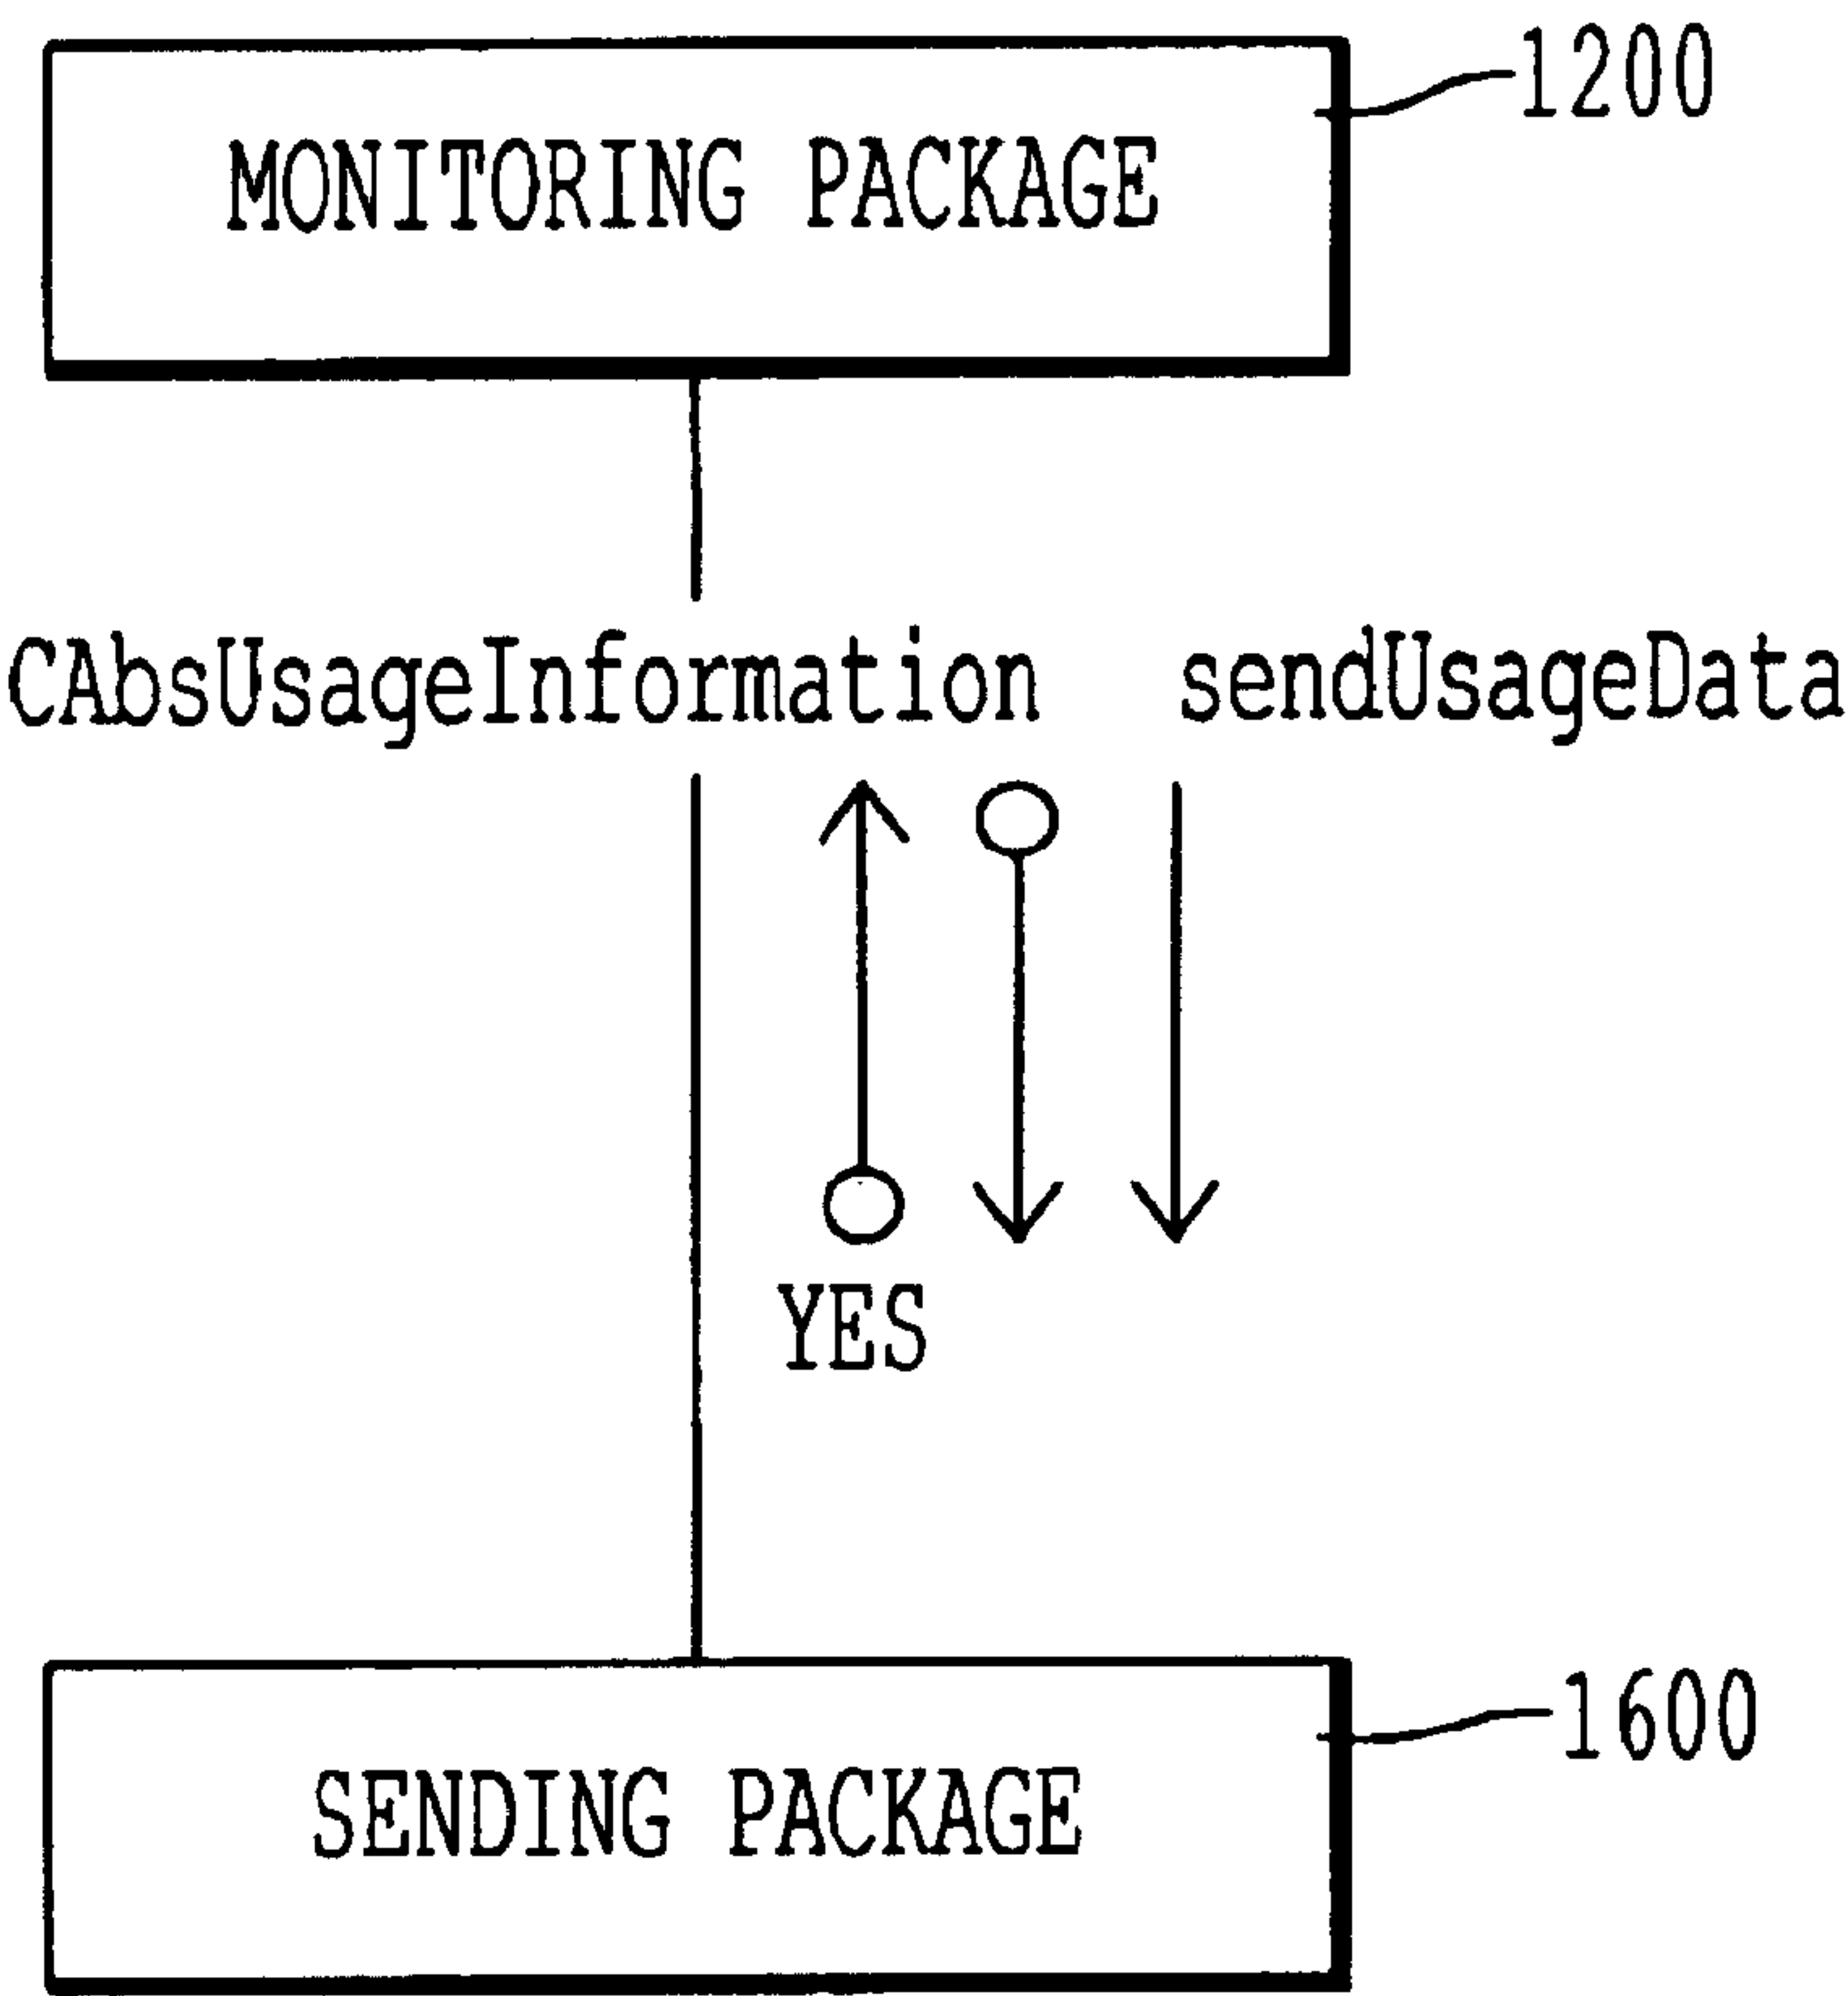 1200
MONITORING PACKAGE
CAbsUsageInformation sendUsageData
YES
1600
SENDING PACKAGE